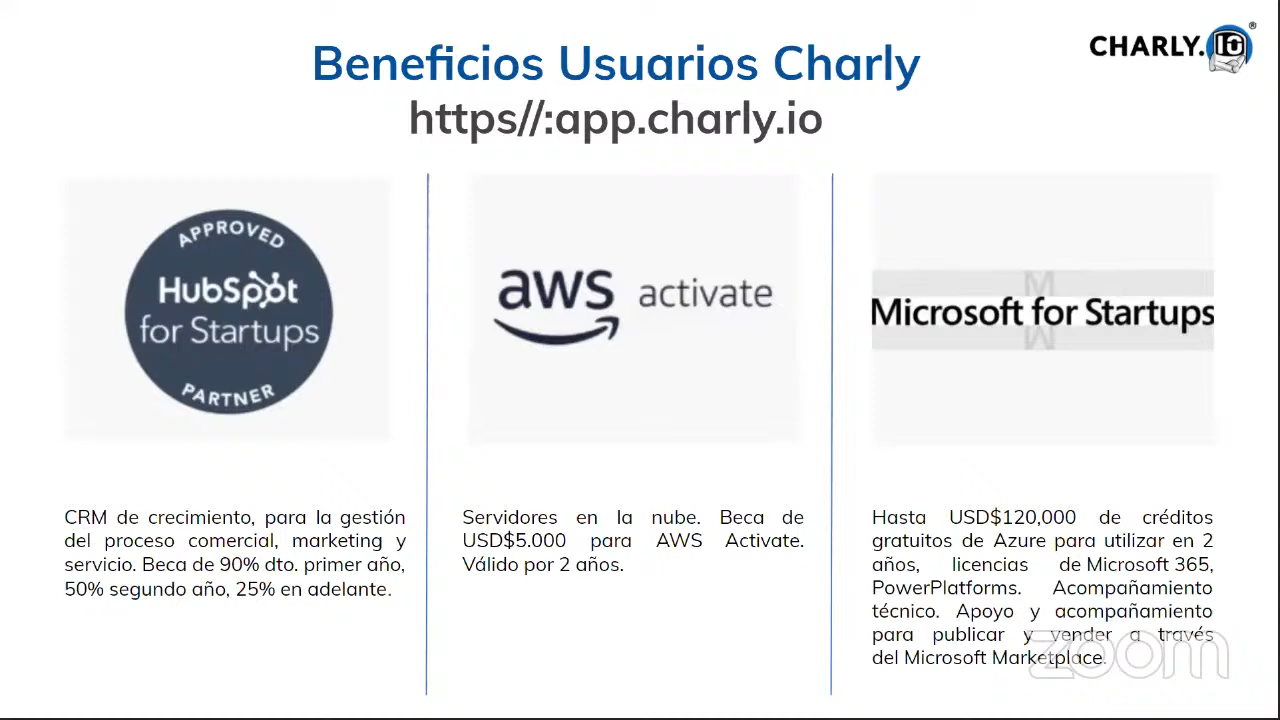 Beneficios Usuarios Charly
https//:app.charly.io
CHARLY.IO®
APPROVED
HubSpot
for Startups
PARTNER
CRM de crecimiento, para la gestión
del proceso comercial, marketing y
servicio. Beca de 90% dto. primer año,
50% segundo año, 25% en adelante.
aws activate
Servidores en la nube. Beca de
USD$5.000 para AWS Activate.
Válido por 2 años.
Microsoft for Startups
Hasta USD$120,000 de créditos
gratuitos de Azure para utilizar en 2
años, licencias de Microsoft 365,
PowerPlatforms. Acompañamiento
técnico. Apoyo y acompañamiento
para publicar y vender a través
del Microsoft Marketplace.
zoom